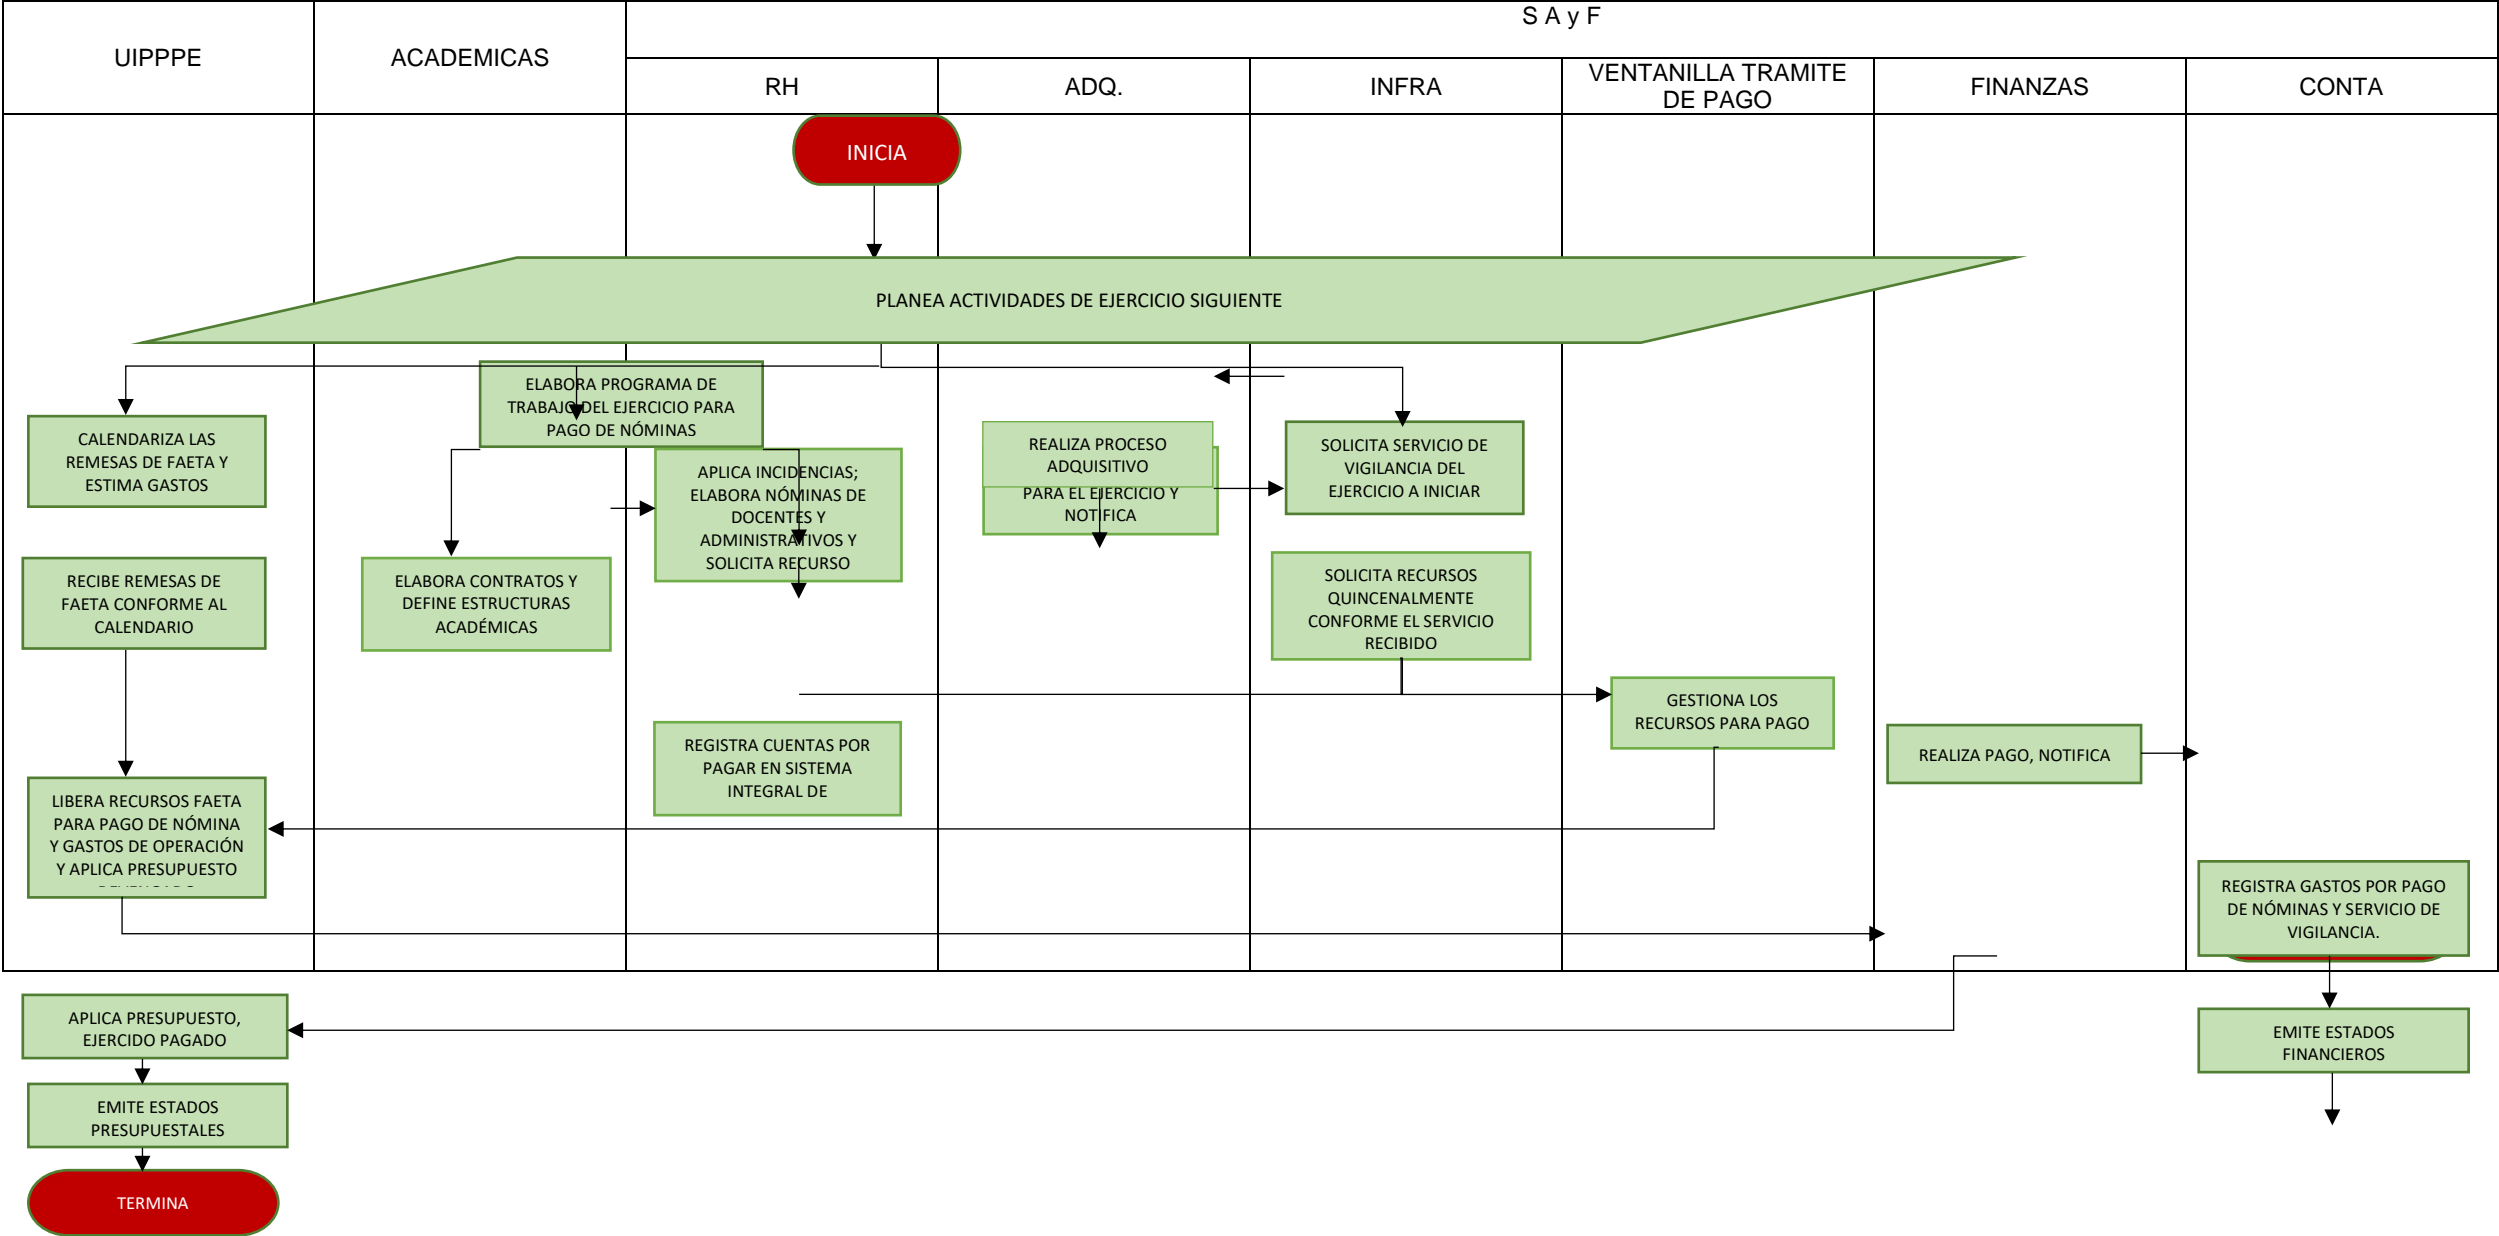 S A y F
UIPPPE
ACADEMICAS
RH
ADQ.
INFRA
VENTANILLA TRAMITE
DE PAGO
FINANZAS
CONTA
INICIA
PLANEA ACTIVIDADES DE EJERCICIO SIGUIENTE
ELABORA PROGRAMA DE
TRABAJO DEL EJERCICIO PARA
PAGO DE NÓMINAS
CALENDARIZA LAS
REMESAS DE FAETA Y
ESTIMA GASTOS
APLICA INCIDENCIAS;
ELABORA NÓMINAS DE
DOCENTES Y
ADMINISTRATIVOS Y
SOLICITA RECURSO
REALIZA PROCESO
ADQUISITIVO
PARA EL EJERCICIO Y
NOTIFICA
SOLICITA SERVICIO DE
VIGILANCIA DEL
EJERCICIO A INICIAR
RECIBE REMESAS DE
FAETA CONFORME AL
CALENDARIO
ELABORA CONTRATOS Y
DEFINE ESTRUCTURAS
ACADÉMICAS
SOLICITA RECURSOS
QUINCENALMENTE
CONFORME EL SERVICIO
RECIBIDO
GESTIONA LOS
RECURSOS PARA PAGO
REGISTRA CUENTAS POR
PAGAR EN SISTEMA
INTEGRAL DE
REALIZA PAGO, NOTIFICA
LIBERA RECURSOS FAETA
PARA PAGO DE NÓMINA
Y GASTOS DE OPERACIÓN
Y APLICA PRESUPUESTO
REGISTRA GASTOS POR PAGO
DE NÓMINAS Y SERVICIO DE
VIGILANCIA.
APLICA PRESUPUESTO,
EJERCIDO PAGADO
EMITE ESTADOS
FINANCIEROS
EMITE ESTADOS
PRESUPUESTALES
TERMINA